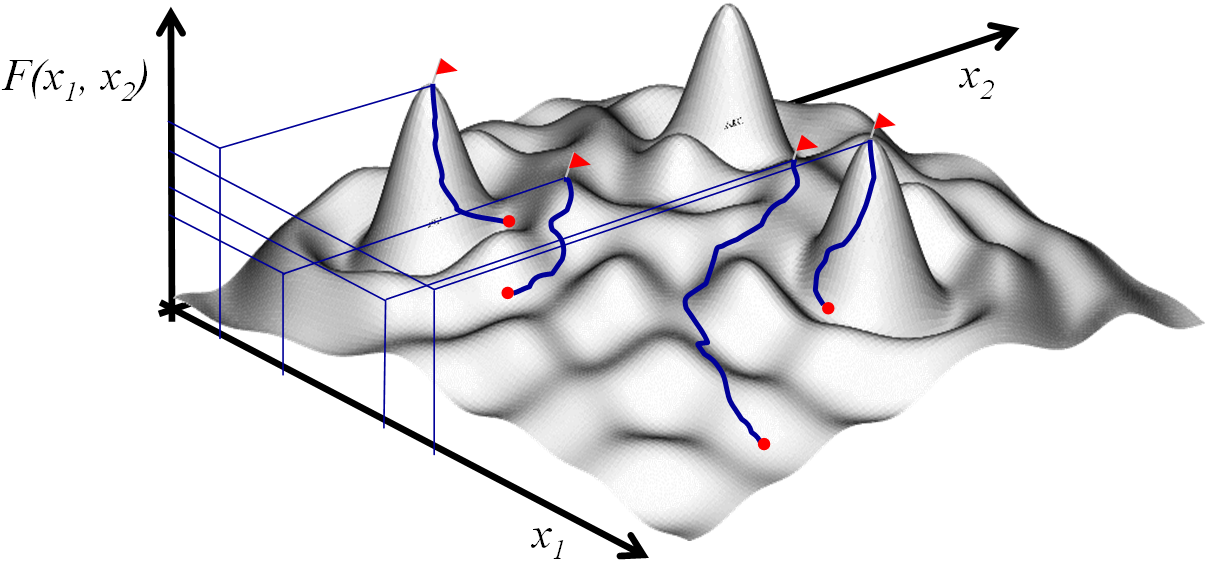 F(x₁, x₂)
x₂
x₁